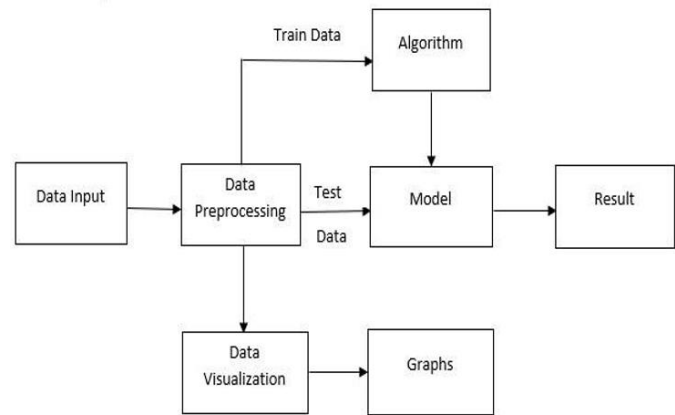 Train Data
Algorithm
Data Input
Data
Preprocessing
Test
Data
Model
Result
Data
Visualization
Graphs